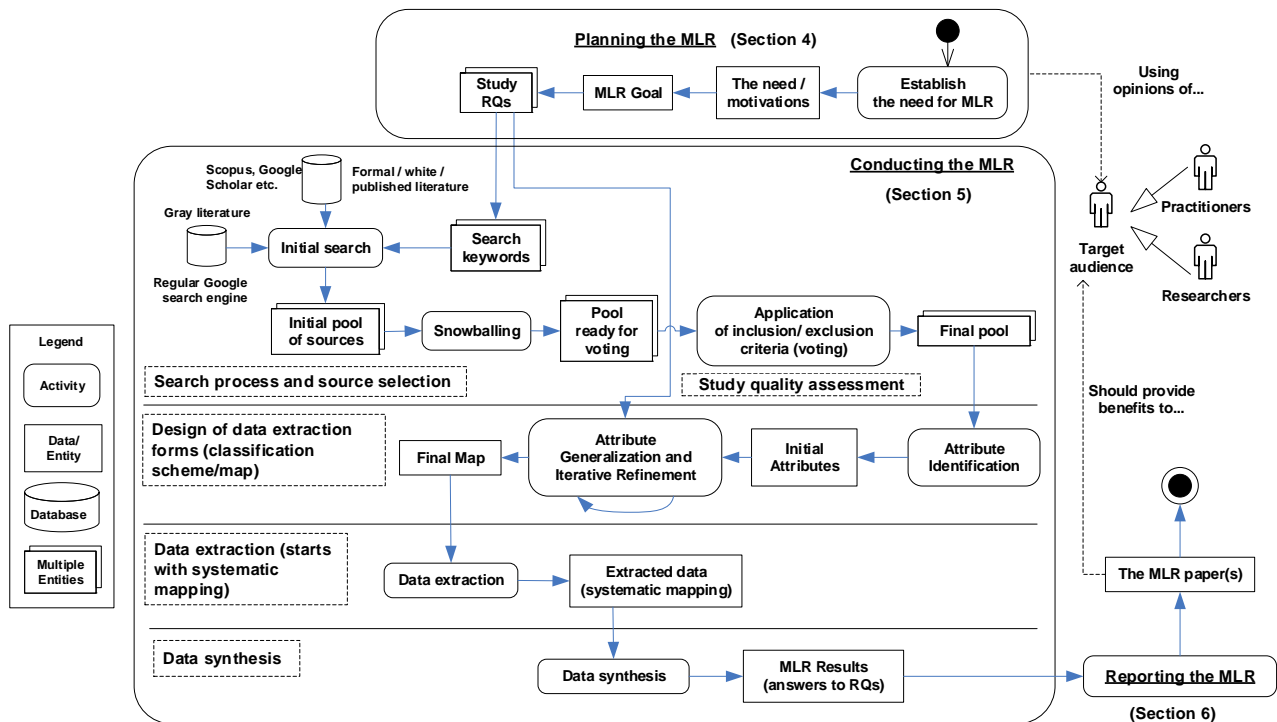 Planning the MLR (Section 4)
Study
RQs
MLR Goal
The need /
motivations
Establish
the need for MLR
Using
opinions of...
Conducting the MLR
(Section 5)
Scopus, Google
Scholar etc.
Formal / white /
published literature
Gray literature
Regular Google
search engine
Initial search
Search
keywords
Initial pool
of sources
Snowballing
Pool
ready for
voting
Application
of inclusion/ exclusion
criteria (voting)
Final pool
Search process and source selection
Study quality assessment
Practitioners
Target
audience
Researchers
Legend
Activity
Data/
Entity
Database
Multiple
Entities
Design of data extraction
forms (classification
scheme/map)
Final Map
Attribute
Generalization and
Iterative Refinement
Initial
Attributes
Attribute
Identification
Should provide
benefits to...
Data extraction (starts
with systematic
mapping)
Data extraction
Extracted data
(systematic mapping)
The MLR paper(s)
Data synthesis
Data synthesis
MLR Results
(answers to RQs)
Reporting the MLR
(Section 6)